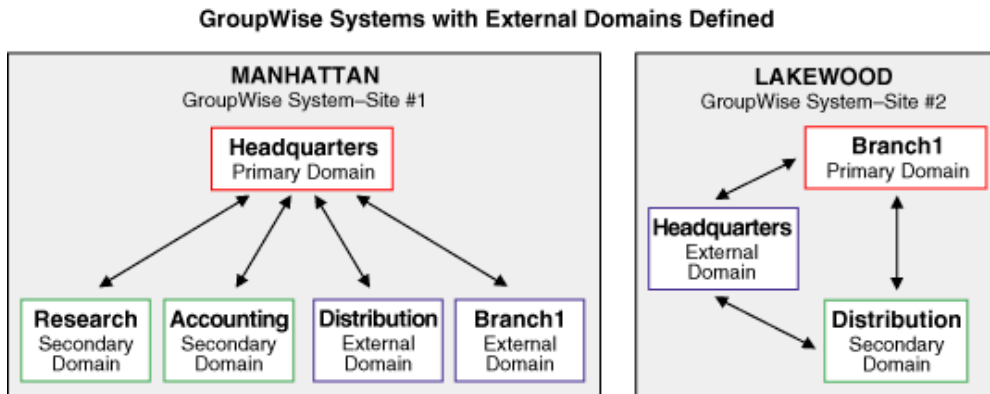 GroupWise Systems with External Domains Defined
MANHATTAN
GroupWise System–Site #1
Headquarters
Primary Domain
Research
Secondary
Domain
Accounting
Secondary
Domain
Distribution
External
Domain
Branch1
External
Domain
LAKEWOOD
GroupWise System–Site #2
Branch1
Primary Domain
Headquarters
External
Domain
Distribution
Secondary
Domain